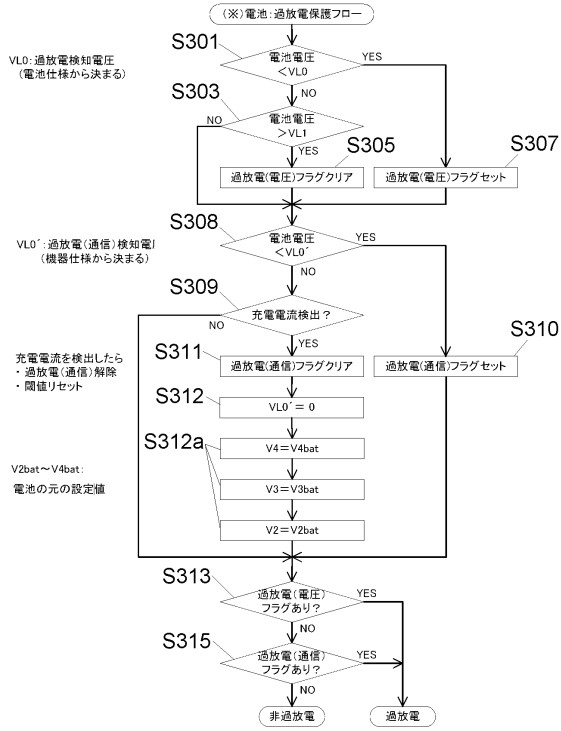 (※)電池:過放電保護フロー
S301
VL0:過放電検知電圧
(電池仕様から決まる)
電池電圧
<VL0
YES
NO
S303
NO
電池電圧
>VL1
YES
S305
S307
過放電(電圧)フラグクリア
過放電(電圧)フラグセット
S308
VL0´:過放電(通信)検知電圧
(機器仕様から決まる)
電池電圧
<VL0´
YES
NO
S309
充電電流検出?
NO
YES
S310
充電電流を検出したら
・過放電(通信)解除
・閾値リセット
S311
過放電(通信)フラグクリア
過放電(通信)フラグセット
S312
VL0´= 0
S312a
V4=V4bat
V2bat~V4bat:
電池の元の設定値
V3=V3bat
V2=V2bat
S313
過放電(電圧)
フラグあり?
YES
NO
S315
過放電(通信)
フラグあり?
YES
NO
非過放電
過放電